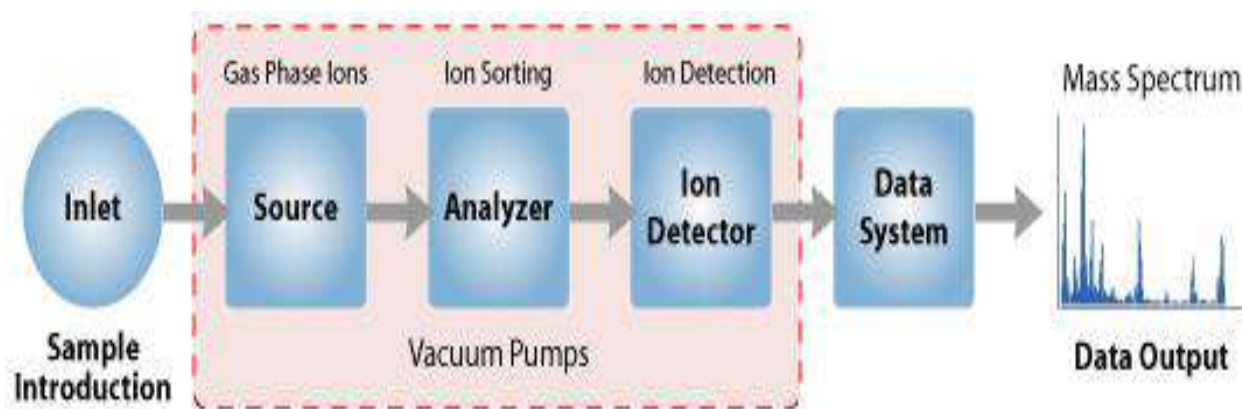 Gas Phase Ions
Ion Sorting
Ion Detection
Mass Spectrum
Inlet
Source
Analyzer
Ion
Detector
Data
System
Sample
Introduction
Vacuum Pumps
Data Output